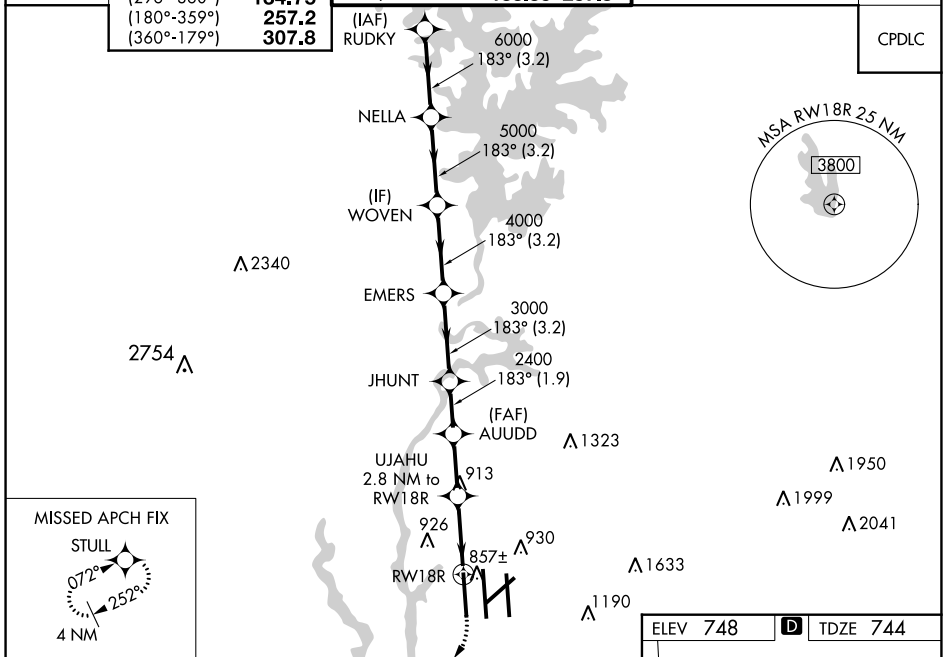 (180°-359°) 257.2
(360°-179°) 307.8
(IAF)
RUDKY
6000
183° (3.2)
CPDLC
NELLA
5000
183° (3.2)
MSA RW18R 25 NM
3800
(IF)
WOVEN
4000
183° (3.2)
2340
EMERS
3000
183° (3.2)
2754
2400
183° (1.9)
JHUNT
(FAF)
AUUDD
1323
UJAHU
2.8 NM to
RW18R
913
1950
1999
2041
MISSED APCH FIX
STULL
072°
252°
4 NM
926
930
857±
RW18R
1633
1190
ELEV 748 D TDZE 744